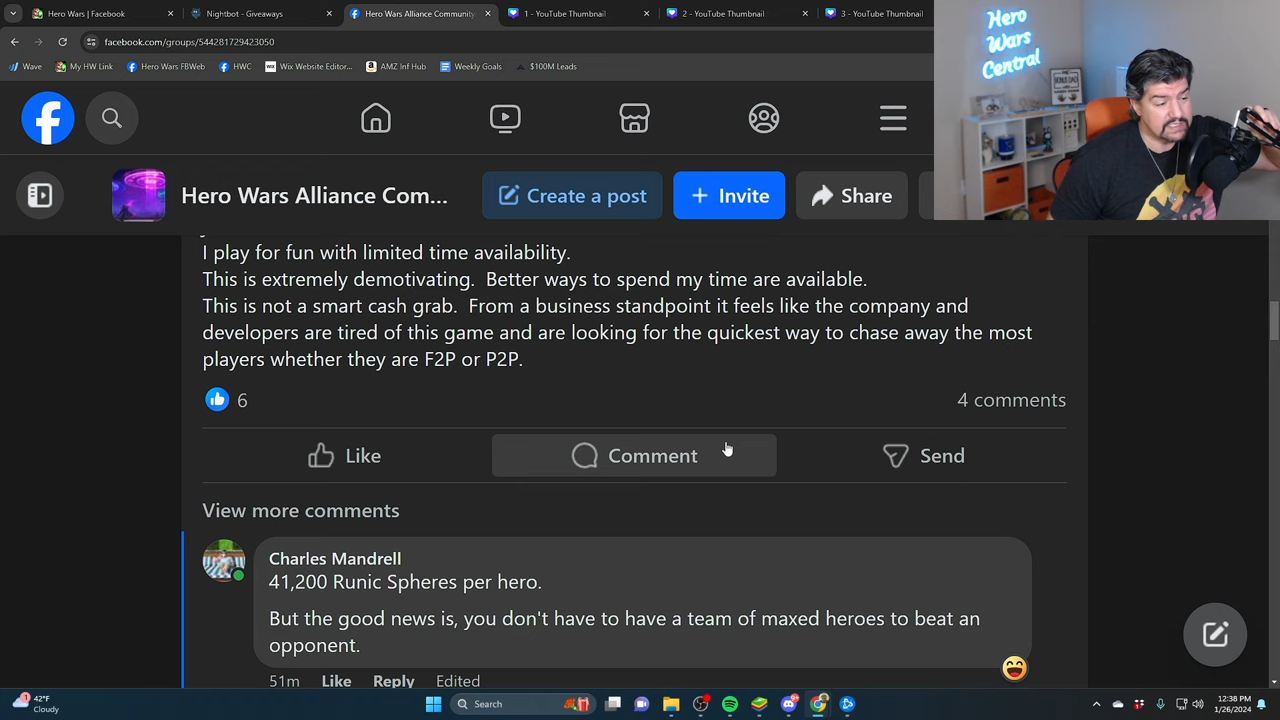 Hero Wars | Facebook
Nightbot - Giveaways
Hero Wars Alliance Community
1 - YouTube Thumbnail
2 - YouTube Thumbnail
3 - YouTube Thumbnail
facebook.com/groups/544281729423050
Wave
My HW Link
Hero Wars FBWeb
HWC
Wix Website Editor...
AMZ Inf Hub
Weekly Goals
$100M Leads
Hero
Wars
Central
Hero Wars Alliance Com...
Create a post
Invite
Share
I play for fun with limited time availability.
This is extremely demotivating. Better ways to spend my time are available.
This is not a smart cash grab. From a business standpoint it feels like the company and
developers are tired of this game and are looking for the quickest way to chase away the most
players whether they are F2P or P2P.
6
4 comments
Like
Comment
Send
View more comments
Charles Mandrell
41,200 Runic Spheres per hero.
But the good news is, you don't have to have a team of maxed heroes to beat an
opponent.
51m Like Reply Edited
42°F
Cloudy
Search
12:38 PM
1/26/2024